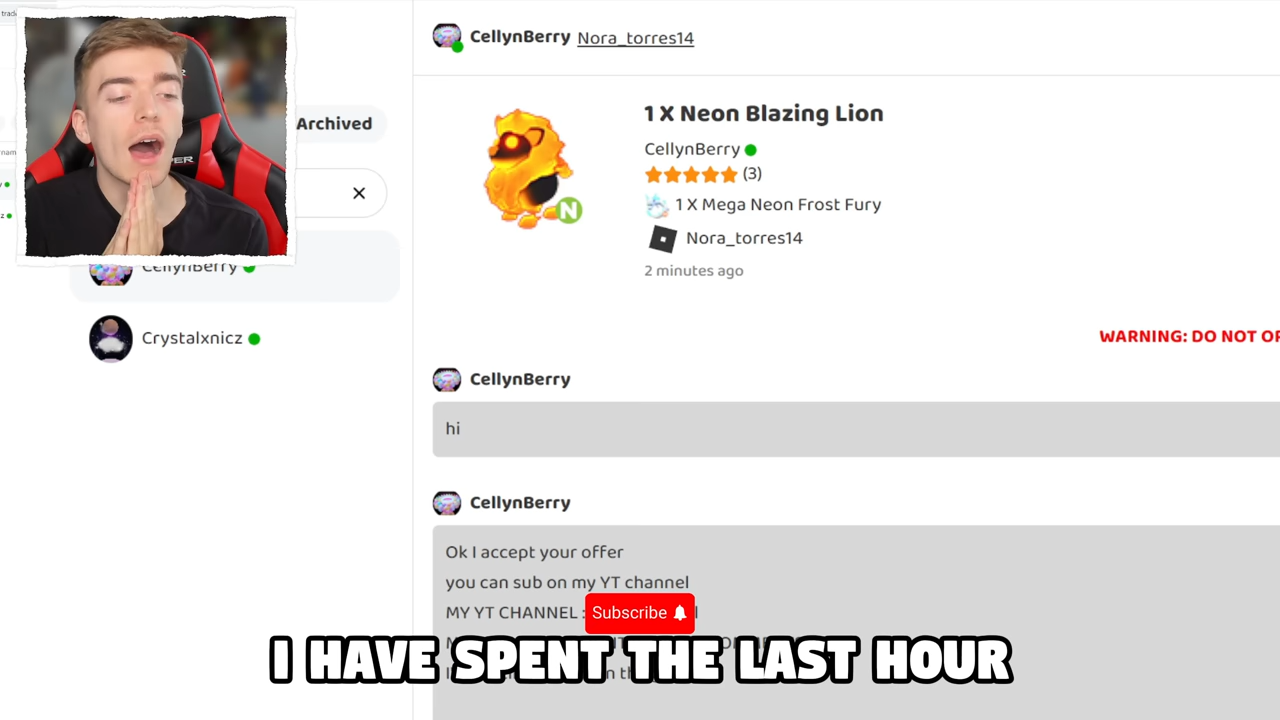 CellynBerry Nora_torres14
Archived
1 X Neon Blazing Lion
CellynBerry
(3)
1 X Mega Neon Frost Fury
Nora_torres14
2 minutes ago
N
CellynBerry
Crystalxnicz
WARNING: DO NOT OF
CellynBerry
hi
CellynBerry
Ok I accept your offer
you can sub on my YT channel
MY YT CHANNEL :
Subscribe
I HAVE SPENT THE LAST HOUR